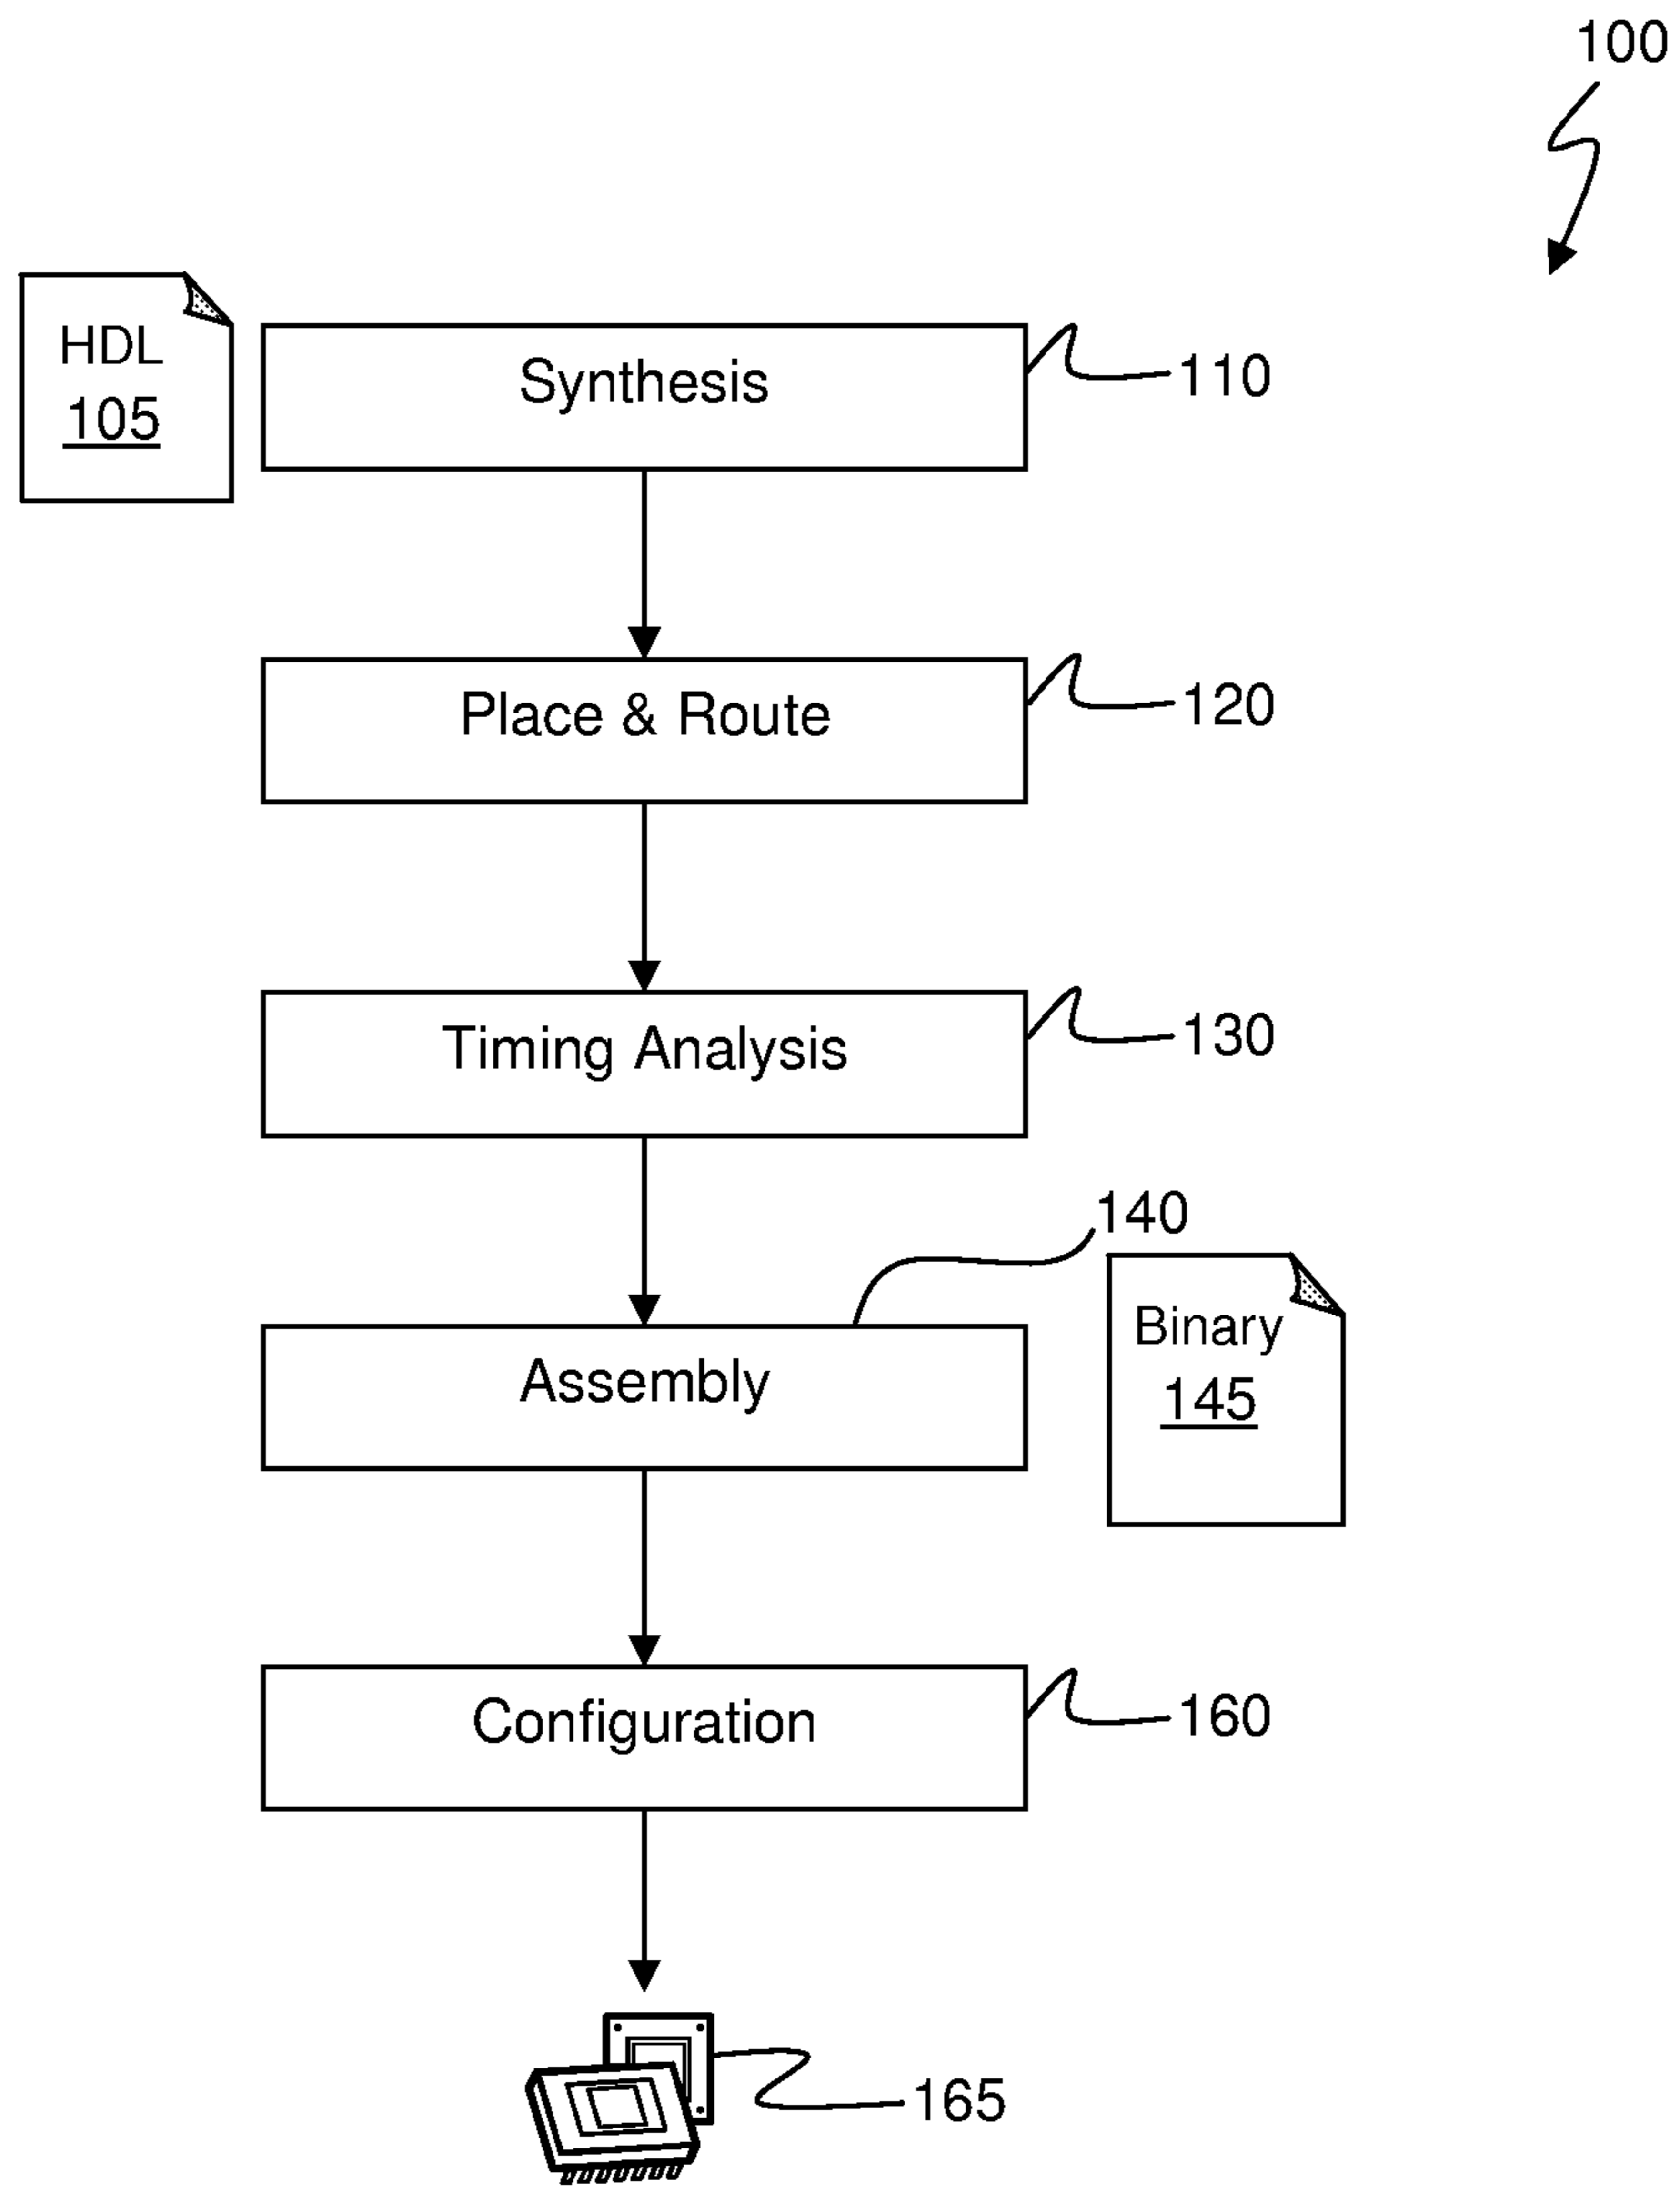 100
HDL
105
Synthesis
110
Place & Route
120
Timing Analysis
130
140
Assembly
Binary
145
Configuration
160
165